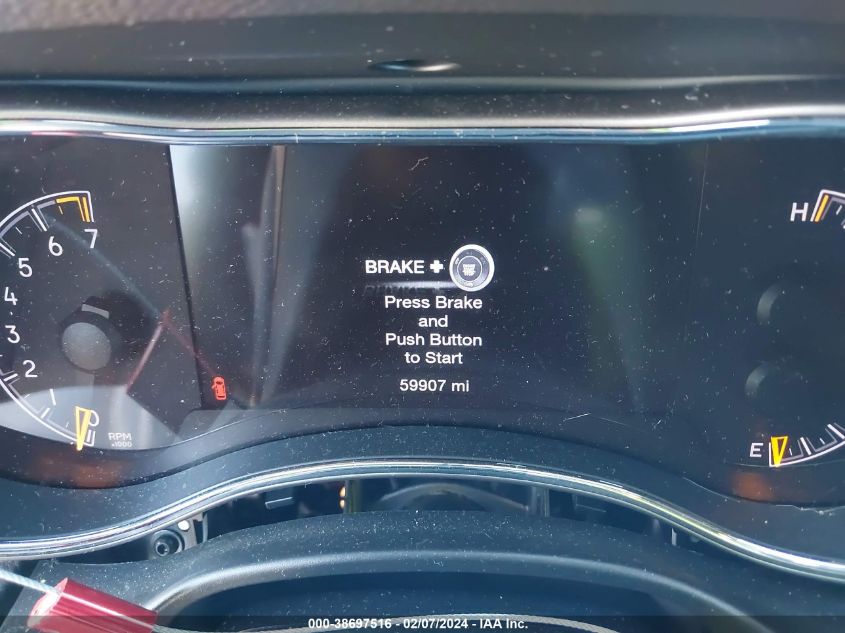 7
6
5
4
3
2
1
RPM
x1000
H
E
BRAKE +
Press Brake
and
Push Button
to Start
59907 mi
000-38697516 - 02/07/2024 - IAA Inc.